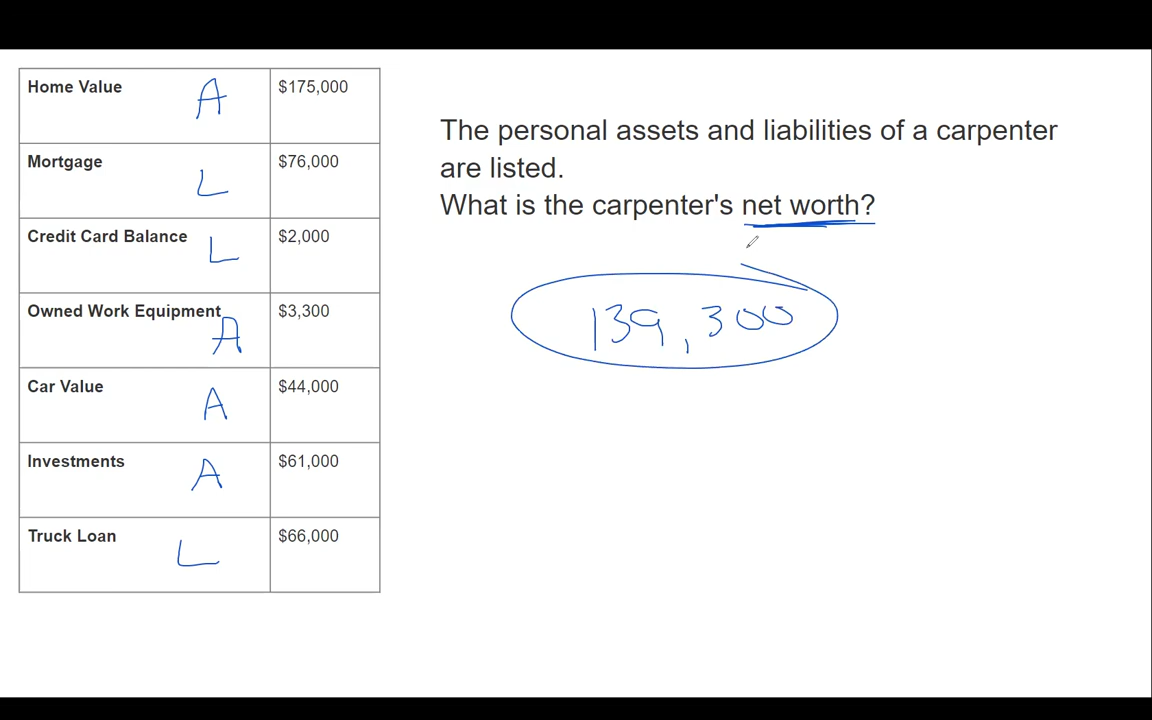 Home Value A $175,000
Mortgage L $76,000
Credit Card Balance L $2,000
Owned Work Equipment A $3,300
Car Value A $44,000
Investments A $61,000
Truck Loan L $66,000
The personal assets and liabilities of a carpenter
are listed.
What is the carpenter's net worth?
139,300